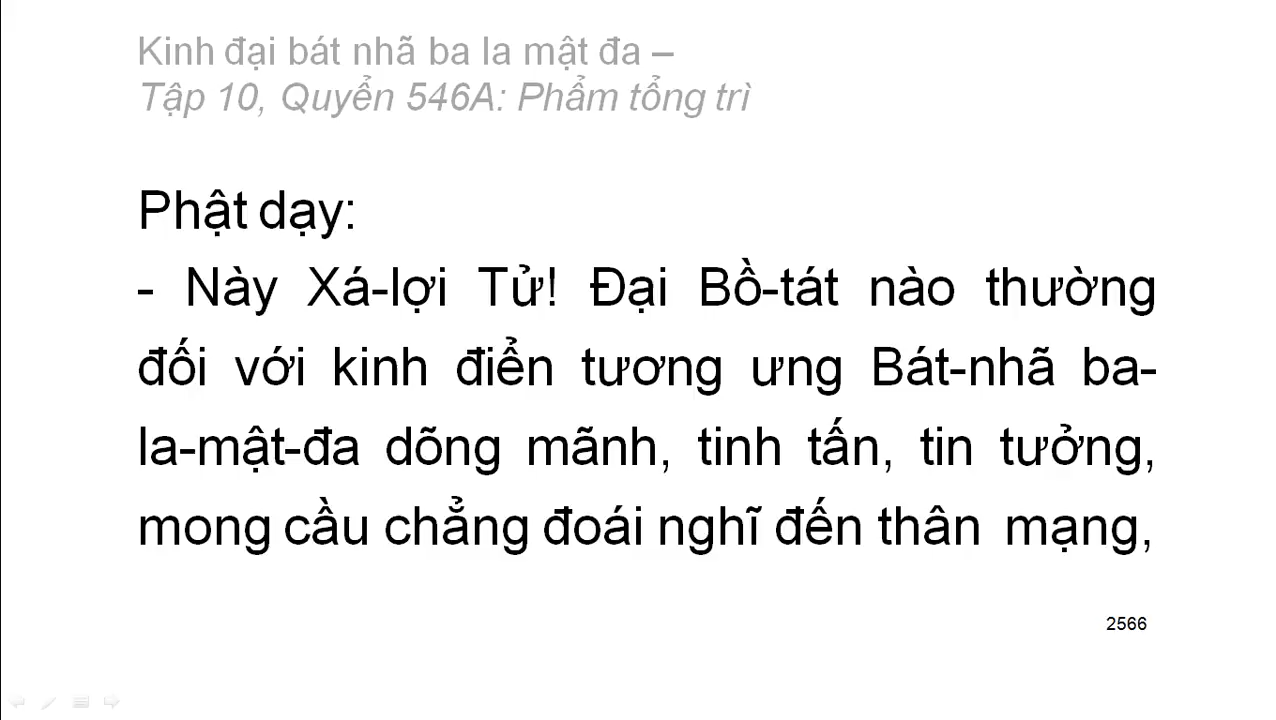 Kinh đại bát nhã ba la mật đa –
Tập 10, Quyển 546A: Phẩm tổng trì
Phật dạy:
- Này Xá-lợi Tử! Đại Bồ-tát nào thường
đối với kinh điển tương ưng Bát-nhã ba-
la-mật-đa dõng mãnh, tinh tấn, tin tưởng,
mong cầu chẳng đoái nghĩ đến thân mạng,
2566